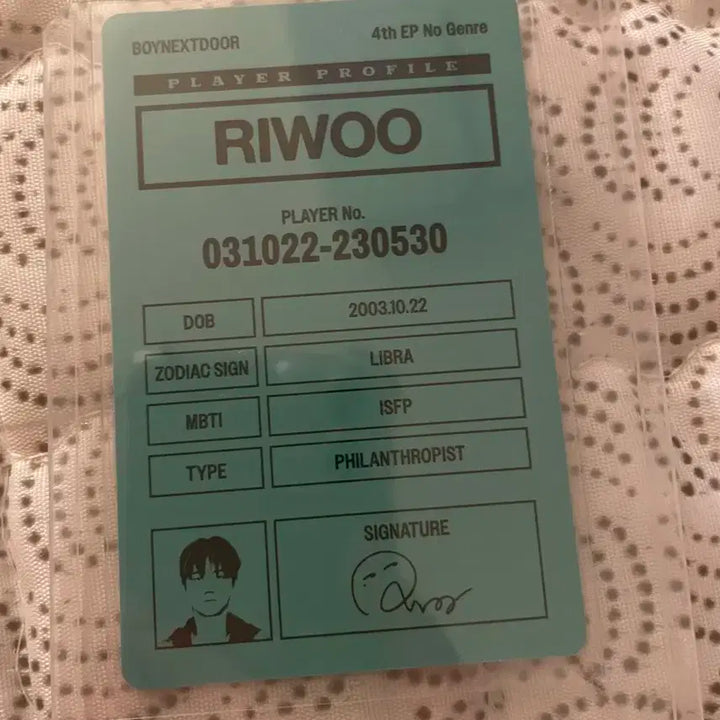 BOYNEXTDOOR 4th EP No Genre
PLAYER PROFILE
RIWOO
PLAYER No.
031022-230530
DOB 2003.10.22
ZODIAC SIGN LIBRA
MBTI ISFP
TYPE PHILANTHROPIST
SIGNATURE